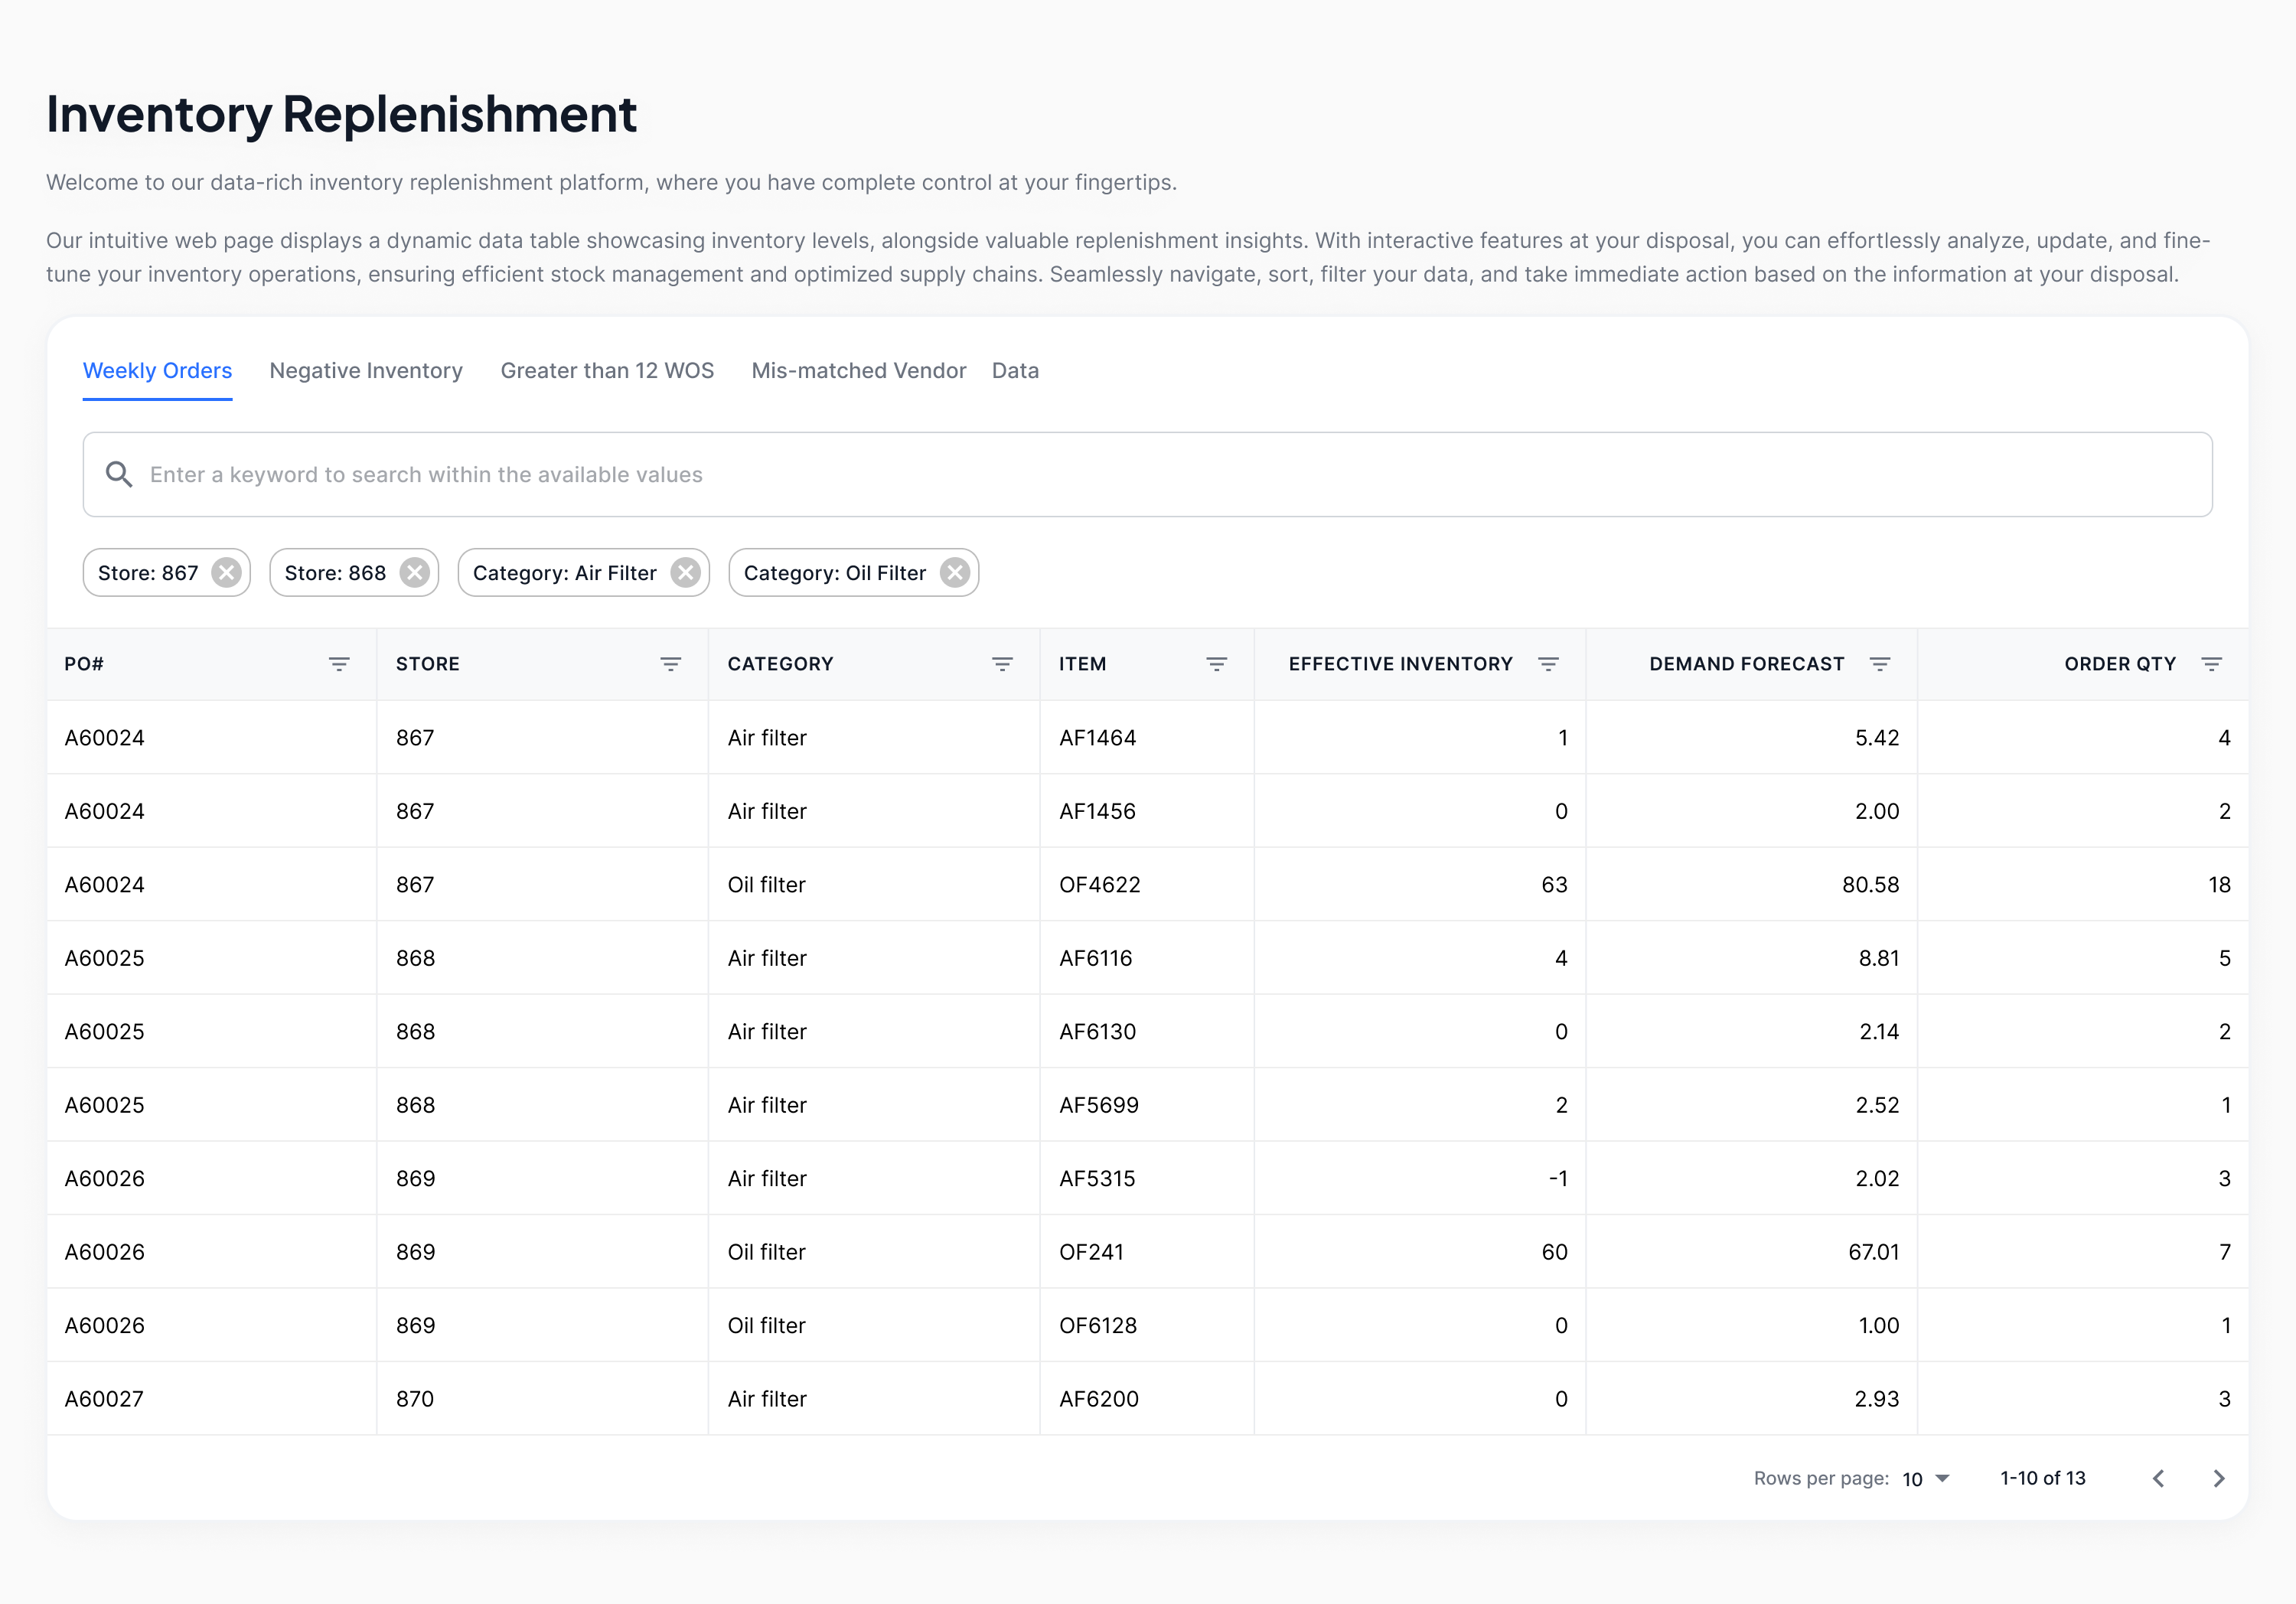 Inventory Replenishment
Welcome to our data-rich inventory replenishment platform, where you have complete control at your fingertips.
Our intuitive web page displays a dynamic data table showcasing inventory levels, alongside valuable replenishment insights. With interactive features at your disposal, you can effortlessly analyze, update, and fine-
tune your inventory operations, ensuring efficient stock management and optimized supply chains. Seamlessly navigate, sort, filter your data, and take immediate action based on the information at your disposal.
Weekly Orders Negative Inventory Greater than 12 WOS Mis-matched Vendor Data
Enter a keyword to search within the available values
Store: 867 Store: 868 Category: Air Filter Category: Oil Filter
PO# STORE CATEGORY ITEM EFFECTIVE INVENTORY DEMAND FORECAST ORDER QTY
A60024 867 Air filter AF1464 1 5.42 4
A60024 867 Air filter AF1456 0 2.00 2
A60024 867 Oil filter OF4622 63 80.58 18
A60025 868 Air filter AF6116 4 8.81 5
A60025 868 Air filter AF6130 0 2.14 2
A60025 868 Air filter AF5699 2 2.52 1
A60026 869 Air filter AF5315 -1 2.02 3
A60026 869 Oil filter OF241 60 67.01 7
A60026 869 Oil filter OF6128 0 1.00 1
A60027 870 Air filter AF6200 0 2.93 3
Rows per page: 10 1-10 of 13